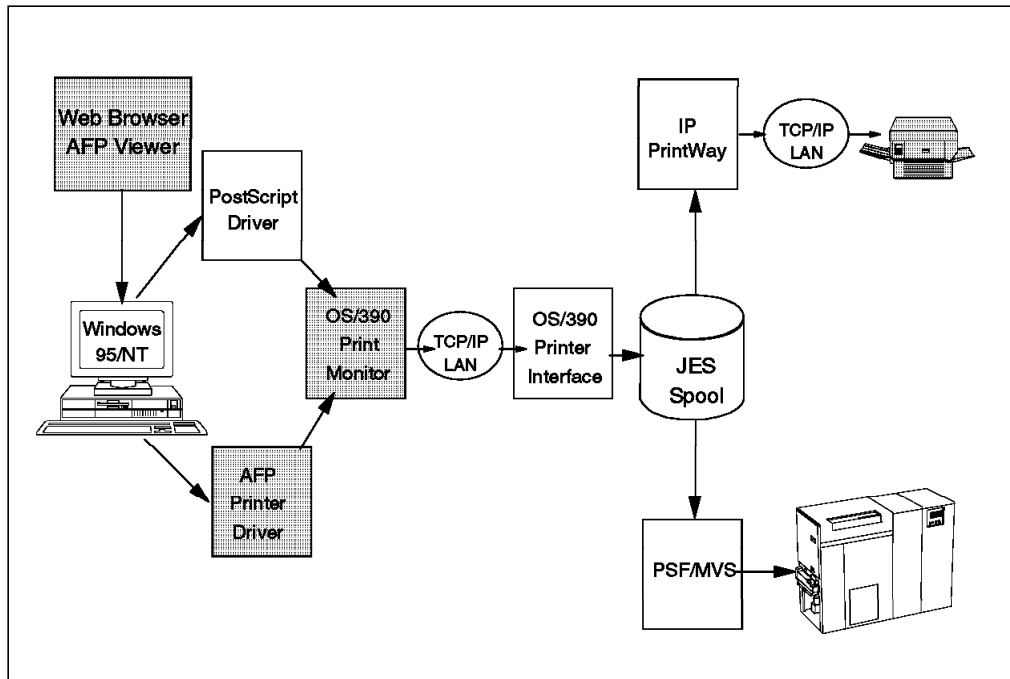 Web Browser
AFP Viewer
PostScript
Driver
Windows
95/NT
OS/390
Print
Monitor
TCP/IP
LAN
OS/390
Printer
Interface
JES
Spool
IP
PrintWay
TCP/IP
LAN
AFP
Printer
Driver
PSF/MVS